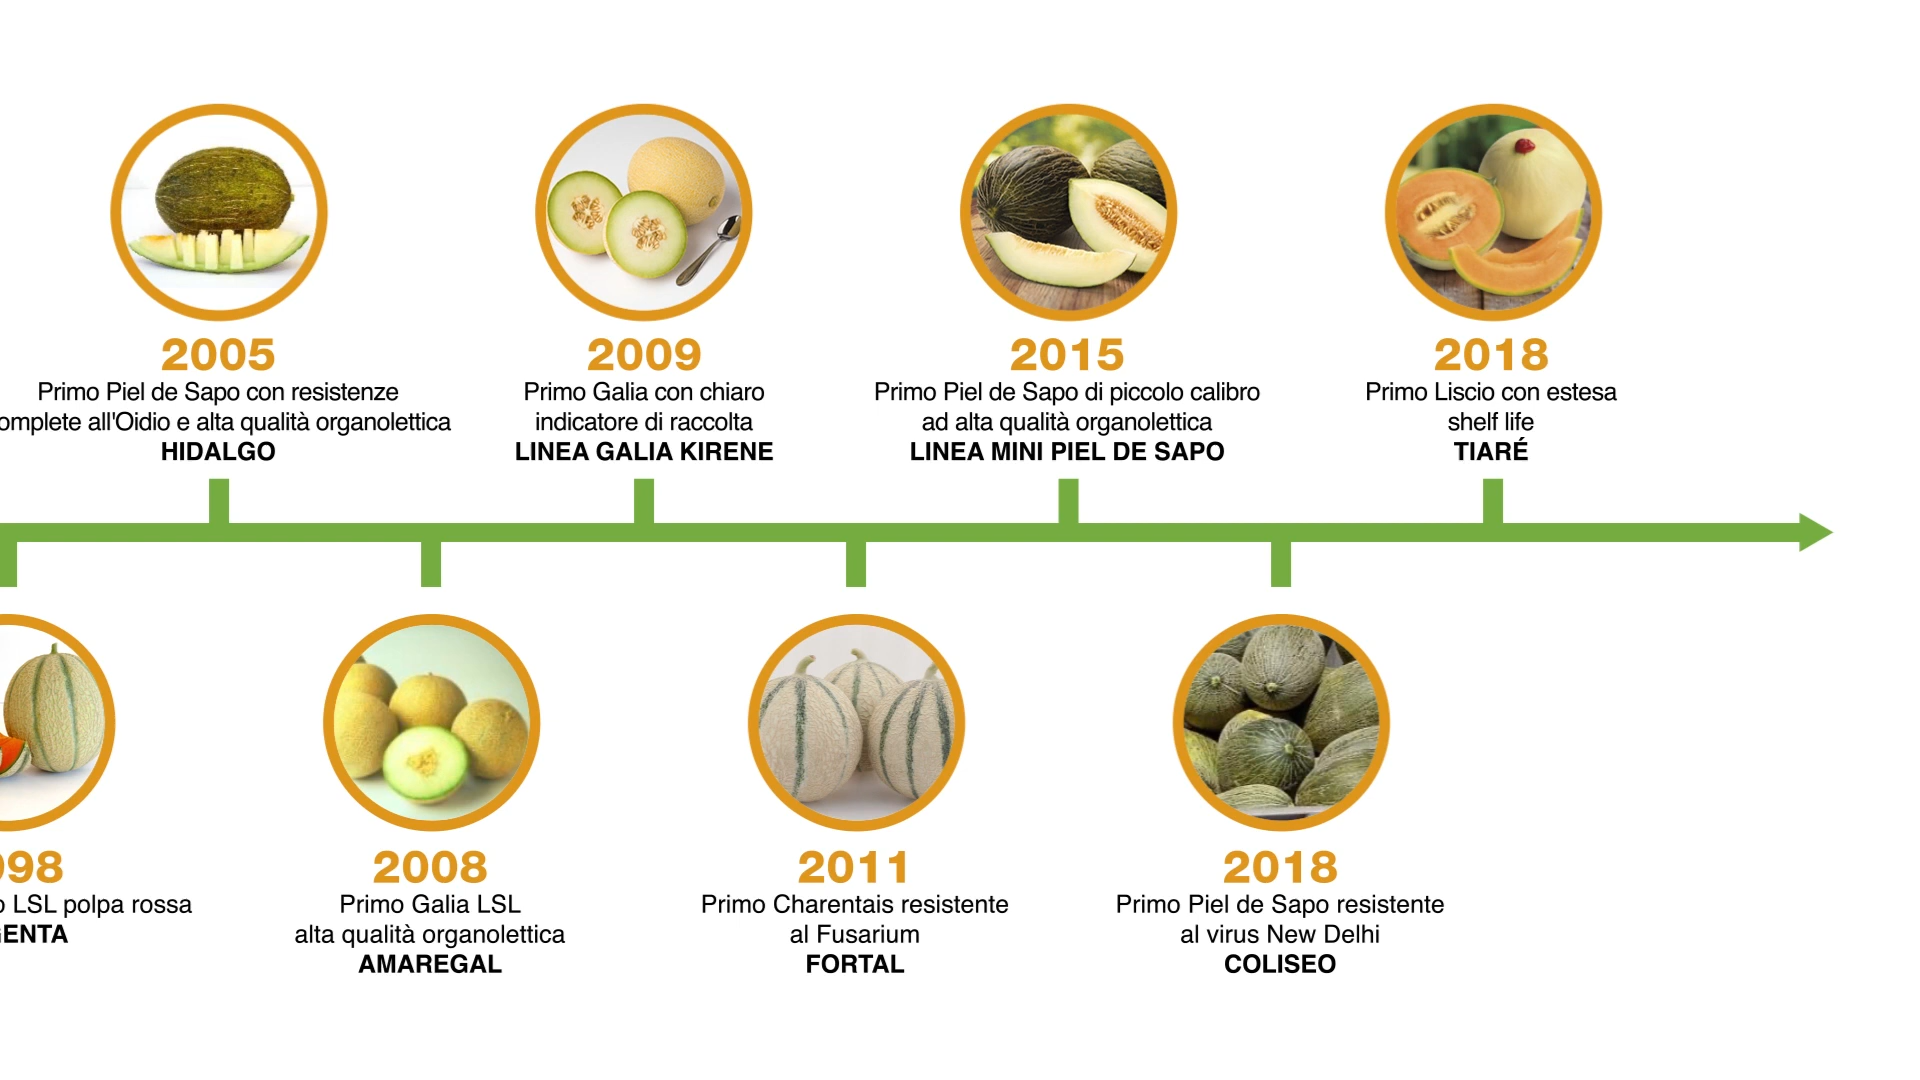 2005
Primo Piel de Sapo con resistenze
omplete all'Oidio e alta qualità organolettica
HIDALGO
2009
Primo Galia con chiaro
indicatore di raccolta
LINEA GALIA KIRENE
2015
Primo Piel de Sapo di piccolo calibro
ad alta qualità organolettica
LINEA MINI PIEL DE SAPO
2018
Primo Liscio con estesa
shelf life
TIARÉ
98
LSL polpa rossa
ENTA
2008
Primo Galia LSL
alta qualità organolettica
AMAREGAL
2011
Primo Charentais resistente
al Fusarium
FORTAL
2018
Primo Piel de Sapo resistente
al virus New Delhi
COLISEO